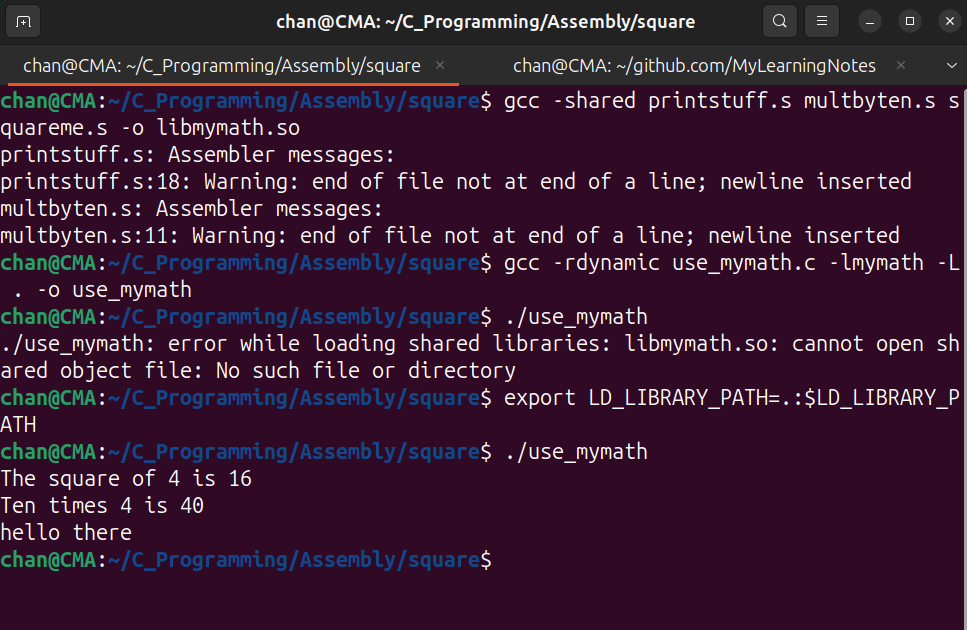 chan@CMA: ~/C_Programming/Assembly/square
chan@CMA: ~/C_Programming/Assembly/square × chan@CMA: ~/github.com/MyLearningNotes ×
chan@CMA:~/C_Programming/Assembly/square$ gcc -shared printstuff.s multbyten.s s
quareme.s -o libmymath.so
printstuff.s: Assembler messages:
printstuff.s:18: Warning: end of file not at end of a line; newline inserted
multbyten.s: Assembler messages:
multbyten.s:11: Warning: end of file not at end of a line; newline inserted
chan@CMA:~/C_Programming/Assembly/square$ gcc -rdynamic use_mymath.c -lmymath -L
 . -o use_mymath
chan@CMA:~/C_Programming/Assembly/square$ ./use_mymath
./use_mymath: error while loading shared libraries: libmymath.so: cannot open sh
ared object file: No such file or directory
chan@CMA:~/C_Programming/Assembly/square$ export LD_LIBRARY_PATH=.:$LD_LIBRARY_P
ATH
chan@CMA:~/C_Programming/Assembly/square$ ./use_mymath
The square of 4 is 16
Ten times 4 is 40
hello there
chan@CMA:~/C_Programming/Assembly/square$